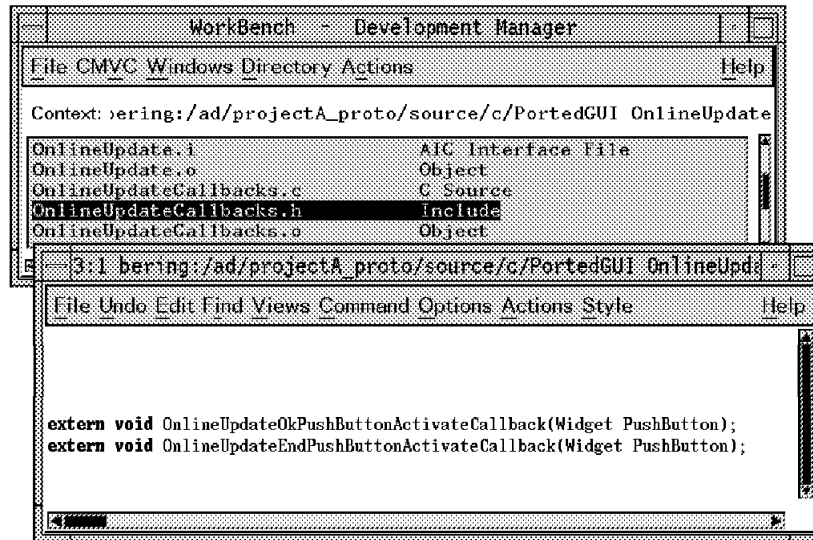 WorkBench - Development Manager
File CMVC Windows Directory Actions Help
Context: bering:/ad/projectA_proto/source/c/PortedGUI OnlineUpdate
OnlineUpdate.i AIC Interface File
OnlineUpdate.o Object
OnlineUpdateCallbacks.c C Source
OnlineUpdateCallbacks.h Include
OnlineUpdateCallbacks.o Object
3:1 bering:/ad/projectA_proto/source/c/PortedGUI OnlineUpda
File Undo Edit Find Views Command Options Actions Style Help
extern void OnlineUpdateOkPushButtonActivateCallback(Widget PushButton);
extern void OnlineUpdateEndPushButtonActivateCallback(Widget PushButton);